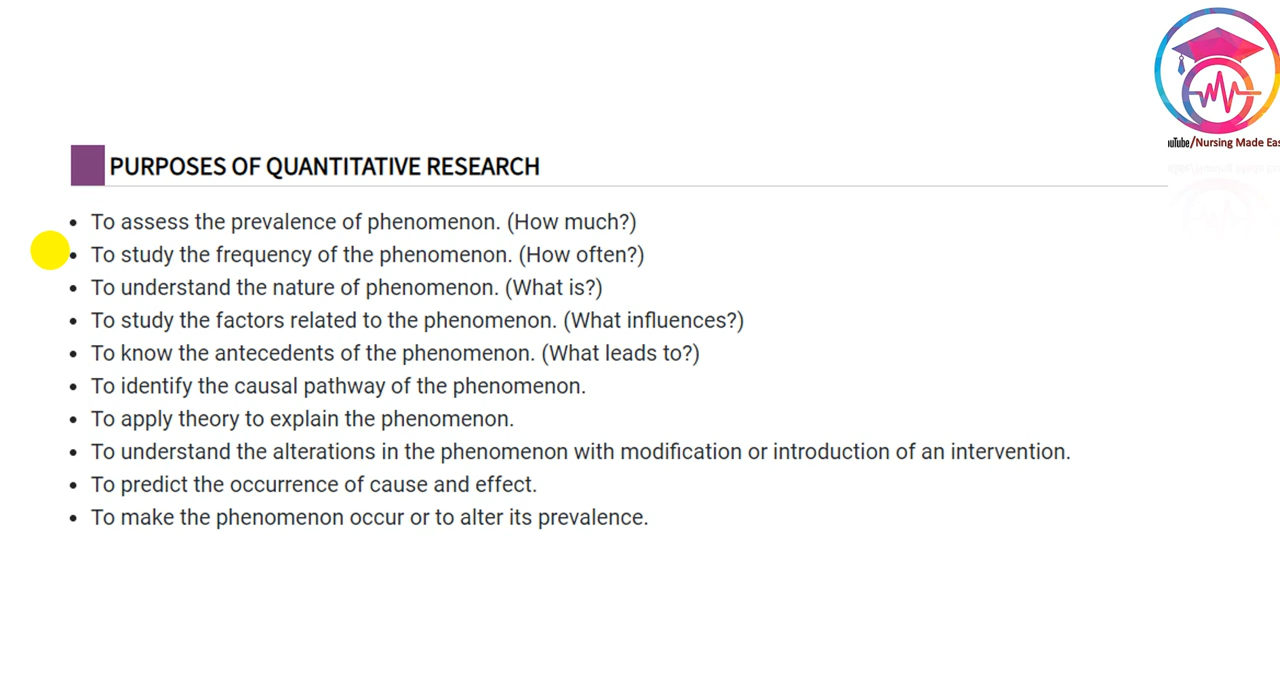 uTube/Nursing Made Eas
PURPOSES OF QUANTITATIVE RESEARCH
• To assess the prevalence of phenomenon. (How much?)
• To study the frequency of the phenomenon. (How often?)
• To understand the nature of phenomenon. (What is?)
• To study the factors related to the phenomenon. (What influences?)
• To know the antecedents of the phenomenon. (What leads to?)
• To identify the causal pathway of the phenomenon.
• To apply theory to explain the phenomenon.
• To understand the alterations in the phenomenon with modification or introduction of an intervention.
• To predict the occurrence of cause and effect.
• To make the phenomenon occur or to alter its prevalence.